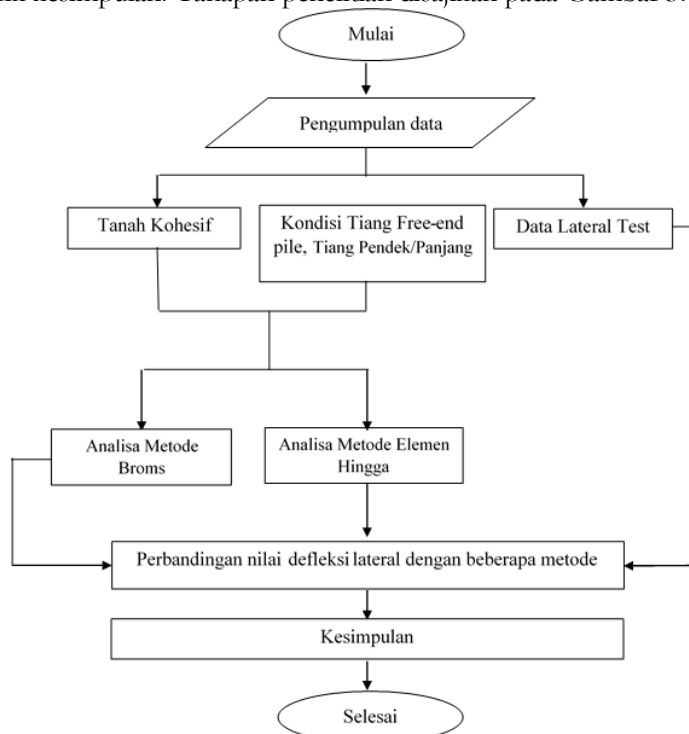 Mulai
Pengumpulan data
Tanah Kohesif
Kondisi Tiang Free-end
pile, Tiang Pendek/Panjang
Data Lateral Test
Analisa Metode
Broms
Analisa Metode Elemen
Hingga
Perbandingan nilai defleksi lateral dengan beberapa metode
Kesimpulan
Selesai